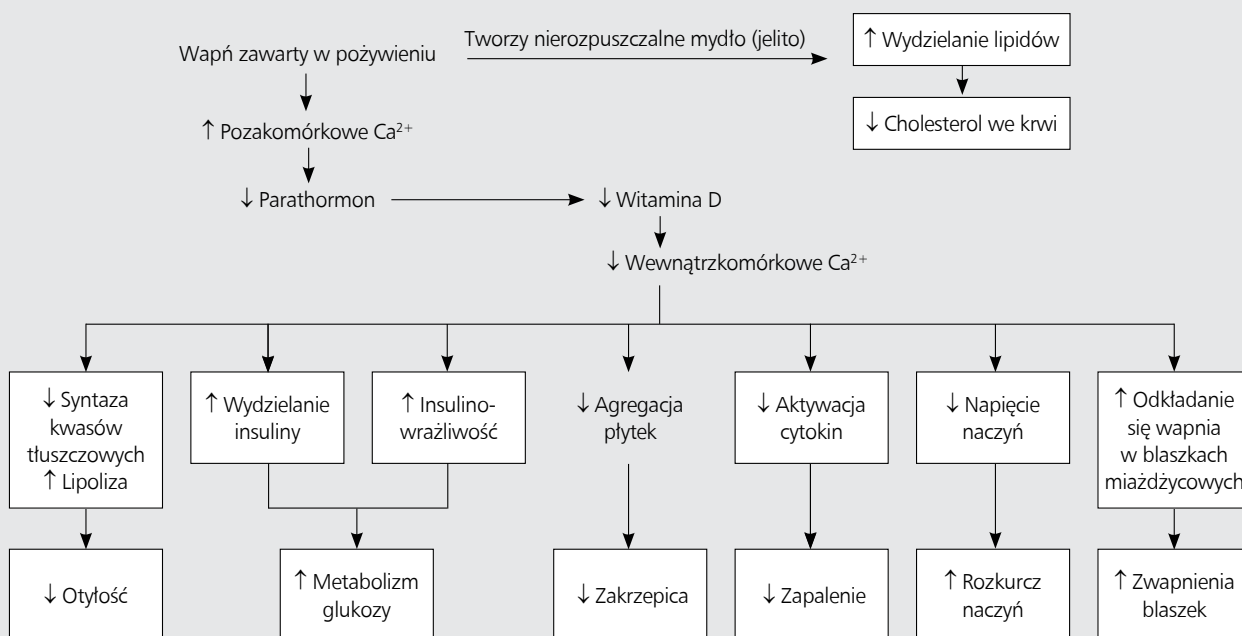 Wapń zawarty w pożywieniu
Tworzy nierozpuszczalne mydło (jelito)
↑ Wydzielanie lipidów
↓ Cholesterol we krwi
↑ Pozakomórkowe Ca²⁺
↓ Parathormon
↓ Witamina D
↓ Wewnątrzkomórkowe Ca²⁺
↓ Syntaza
kwasów
tłuszczowych
↑ Lipoliza
↑ Wydzielanie
insuliny
↑ Insulino-
wrażliwość
↓ Agregacja
płytek
↓ Aktywacja
cytokin
↓ Napięcie
naczyń
↑ Odkładanie
się wapnia
w blaszkach
miażdżycowych
↓ Otyłość
↑ Metabolizm
glukozy
↓ Zakrzepica
↓ Zapalenie
↑ Rozkurcz
naczyń
↑ Zwapnienia
blaszek